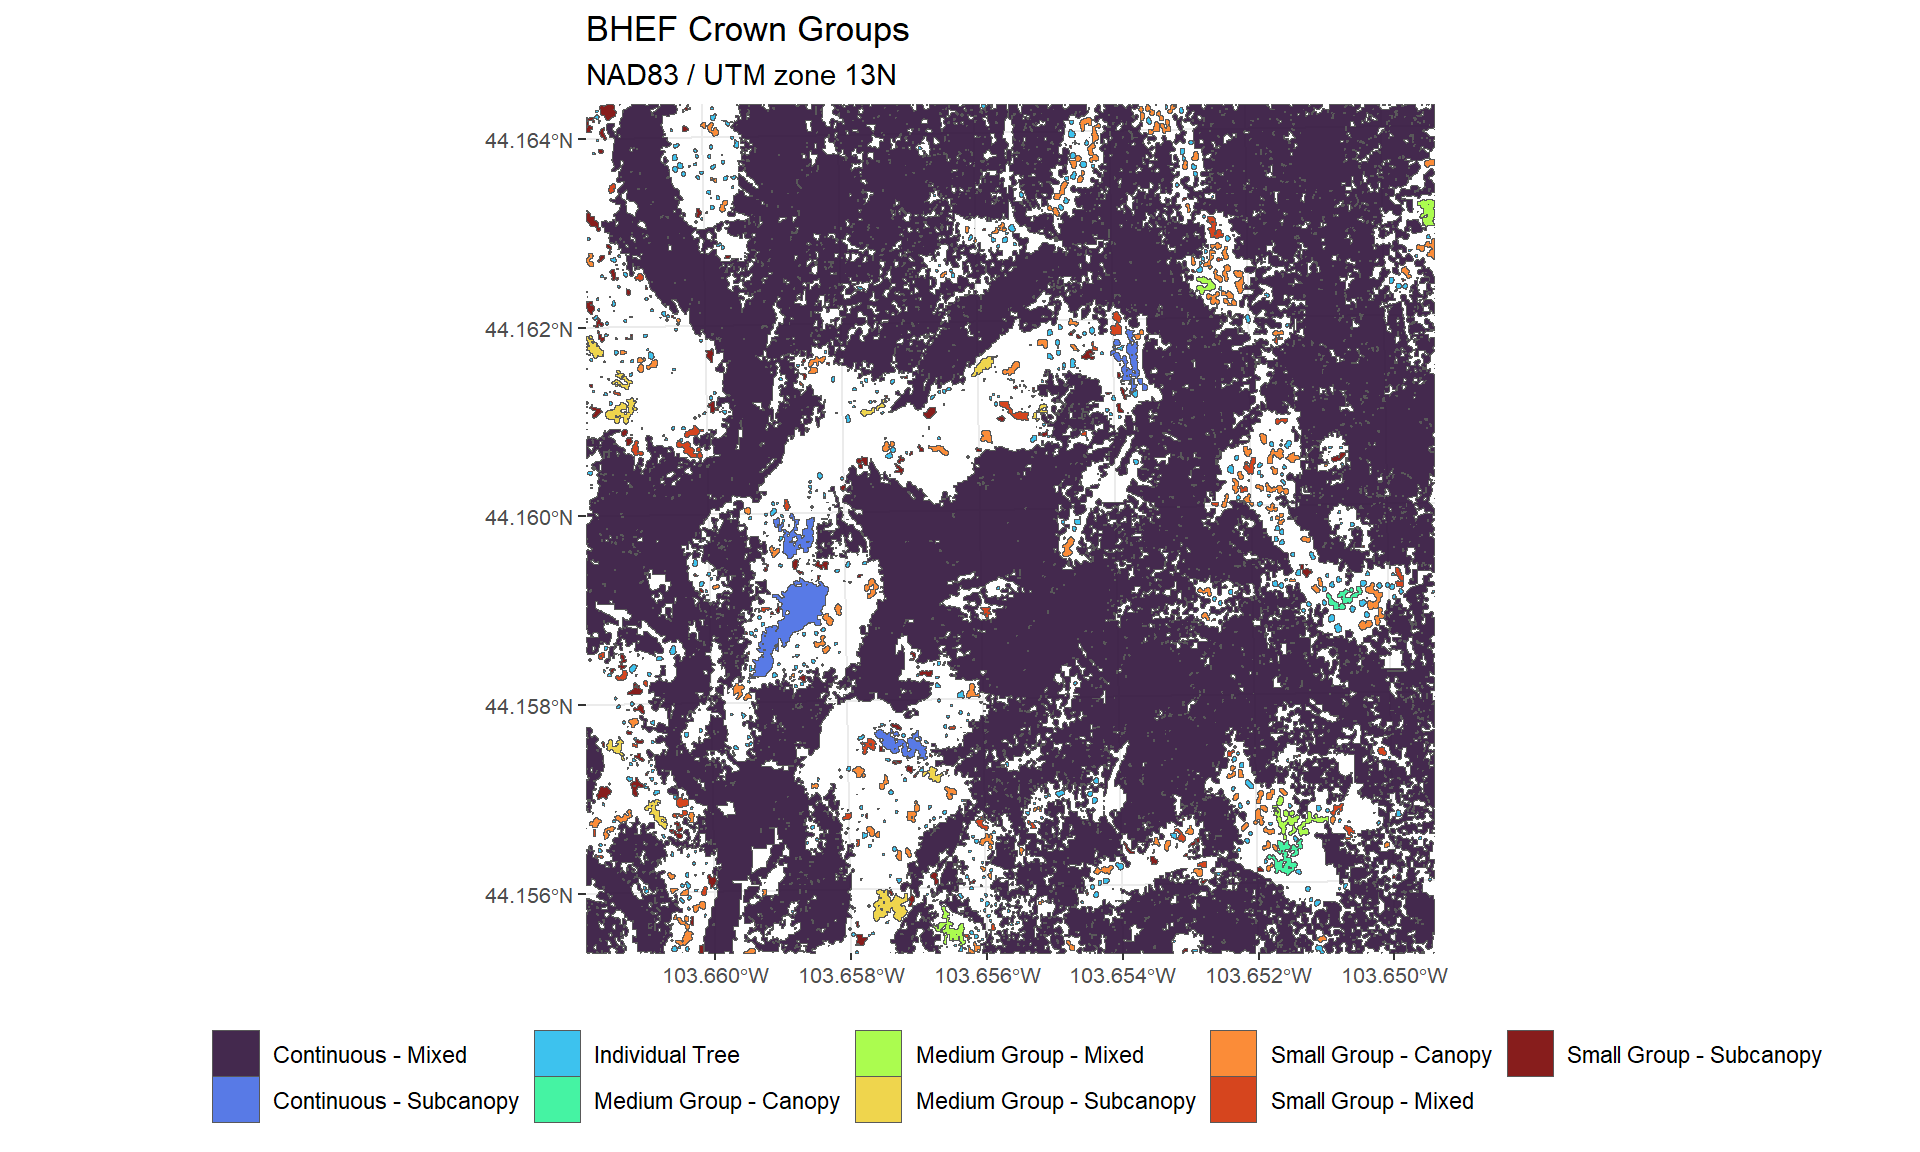 BHEF Crown Groups
NAD83 / UTM zone 13N
44.164°N
44.162°N
44.160°N
44.158°N
44.156°N
103.660°W 103.658°W 103.656°W 103.654°W 103.652°W 103.650°W
Continuous - Mixed Individual Tree Medium Group - Mixed Small Group - Canopy Small Group - Subcanopy
Continuous - Subcanopy Medium Group - Canopy Medium Group - Subcanopy Small Group - Mixed